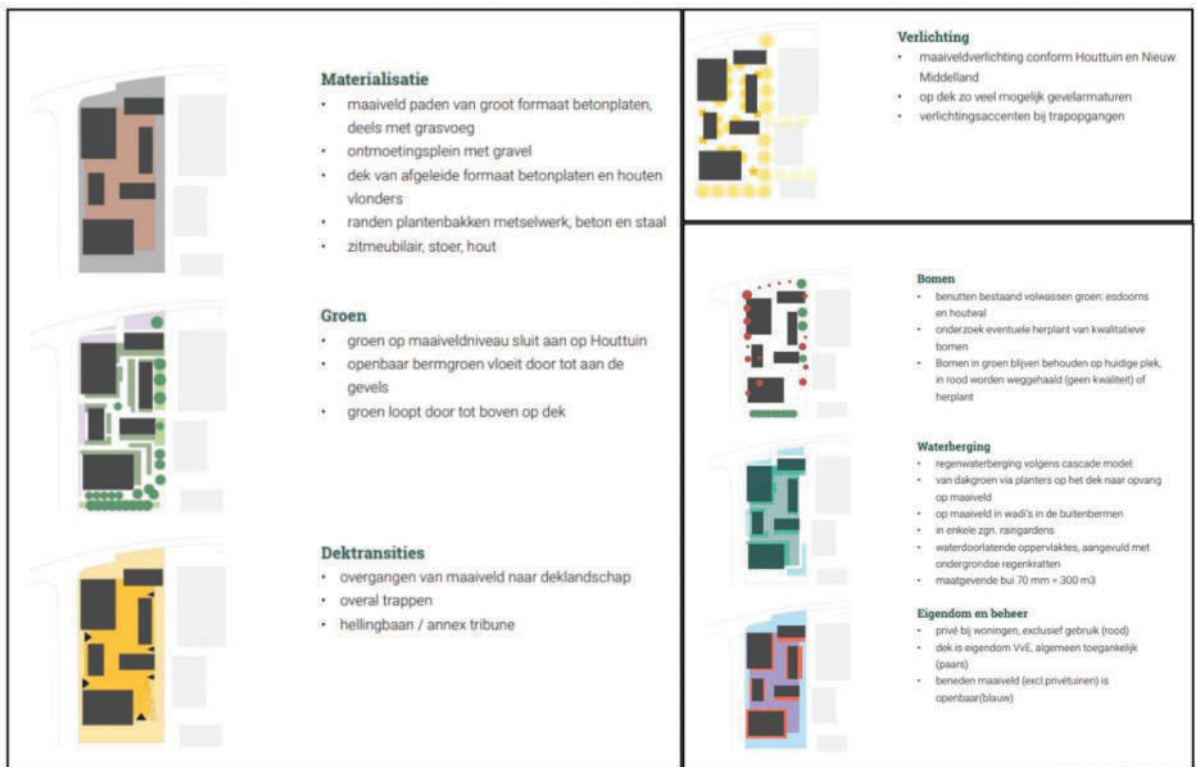 Materialisatie
• maaiveld paden van groot formaat betonplaten,
deels met grasvoeg
• ontmoetingsplein met gravel
• dek van afgeleide formaat betonplaten en houten
vlonders
• randen plantenbakken metselwerk, beton en staal
• zitmeubilair, stoer, hout
Groen
• groen op maaiveldniveau sluit aan op Houttuin
• openbaar bermgroen vloeit door tot aan de
gevels
• groen loopt door tot boven op dek
Dektransities
• overgangen van maaiveld naar deklandschap
• overal trappen
• hellingbaan / annex tribune
Verlichting
• maaiveldverlichting conform Houttuin en Nieuw
Middelland
• op dek zo veel mogelijk gevelarmaturen
• verlichtingsaccenten bij trapopgangen
Bomen
• benutten bestaand volwassen groen: esdoorns
en houtwal
• onderzoek eventuele herplant van kwalitatieve
bomen
• Bomen in groen blijven behouden op huidige plek,
in rood worden weggehaald (geen kwaliteit) of
herplant
Waterberging
• regenwaterberging volgens cascade model:
• van dakgroen via planters op het dek naar opvang
op maaiveld
• op maaiveld in wadi's in de buitenbermen
• in enkele zgn. raingardens
• waterdoorlatende oppervlaktes, aangevuld met
ondergrondse regenkratten
• maatgevende bui 70 mm = 300 m3
Eigendom en beheer
• privé bij woningen, exclusief gebruik (rood)
• dek is eigendom VvE, algemeen toegankelijk
(paars)
• beneden maaiveld (excl.privétuinen) is
openbaar(blauw)